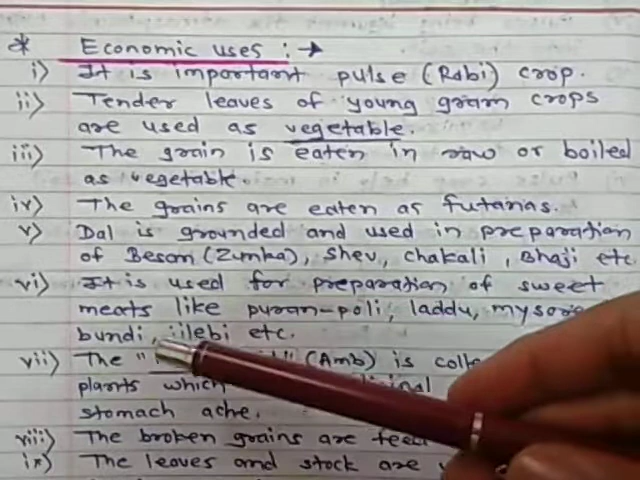 * Economic uses : →
i) It is important pulse (Rabi) crop.
ii) Tender leaves of young gram crops
are used as vegetable.
iii) The grain is eaten in raw or boiled
as vegetable.
iv) The grains are eaten as futanas.
v) Dal is grounded and used in preparation
of Besan (Zunka), Shev, Chakali, Bhaji etc
vi) It is used for preparation of sweet
meats like puran-poli, laddu, mysore
bundi, jilebi etc.
vii) The (Amb) is
plants which
stomach ache.
viii) The broken grains are feed
ix) The leaves and stock are